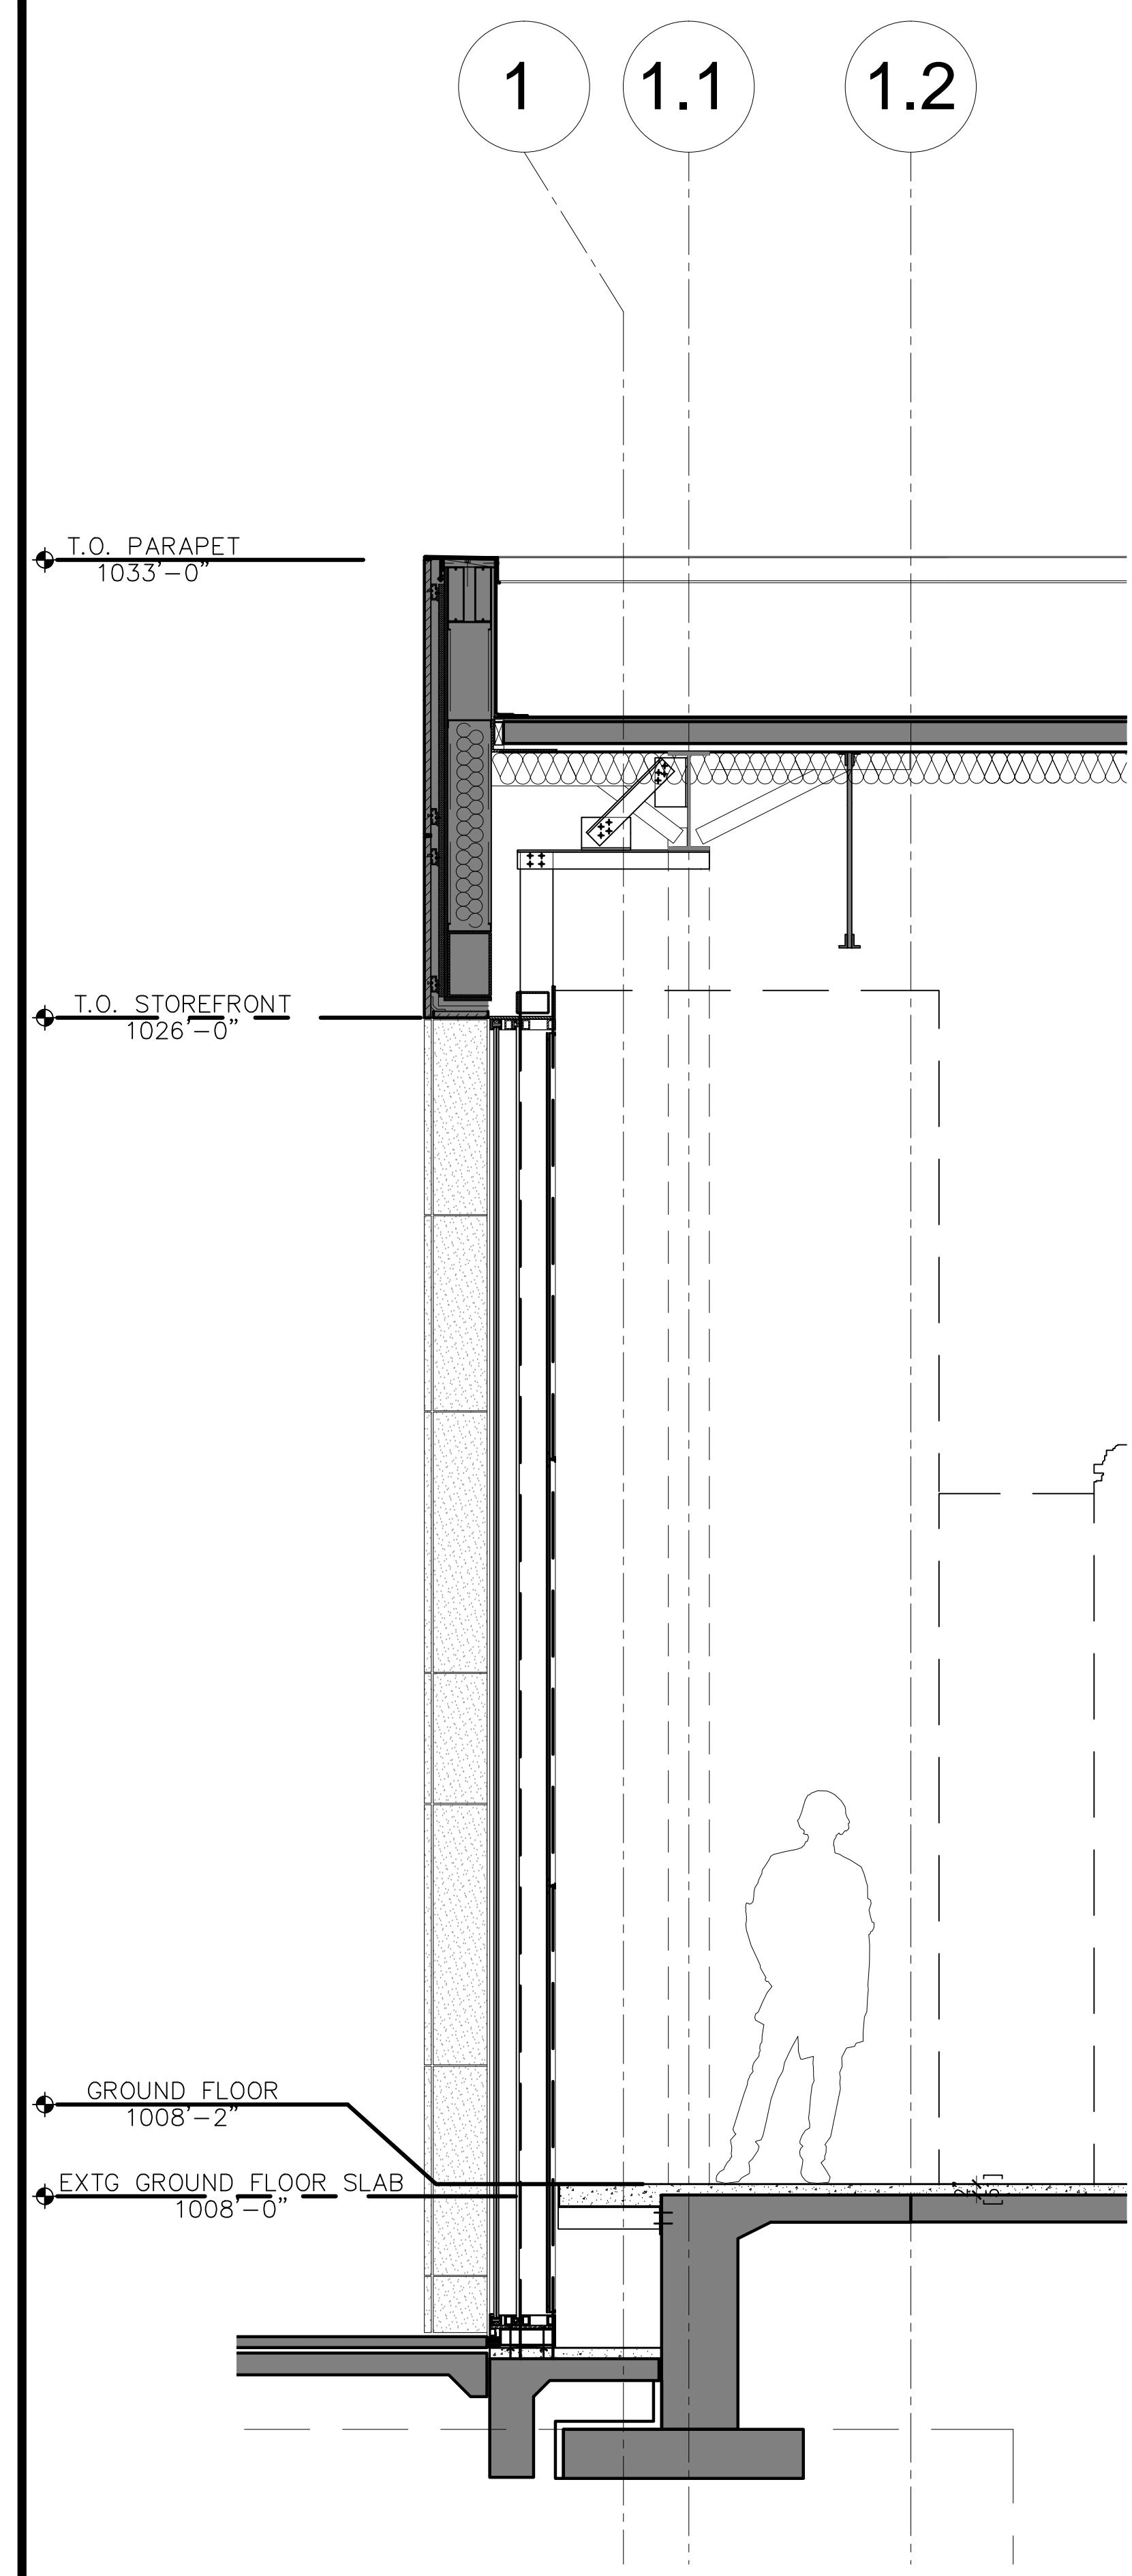 1 1.1 1.2
T.O. PARAPET
1033'-0"
T.O. STOREFRONT
1026'-0"
GROUND FLOOR
1008'-2"
EXTG GROUND FLOOR SLAB
1008'-0"
2"